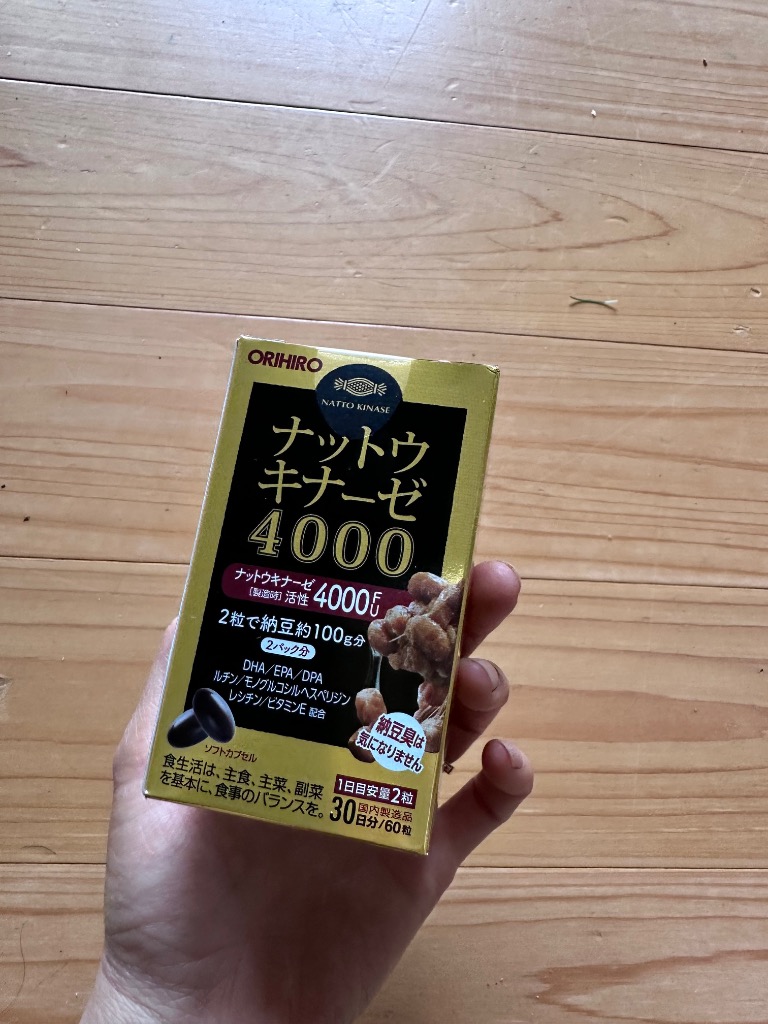 ORIHIRO
NATTO KINASE
ナットウ
キナーゼ
4000
ナットウキナーゼ
[製造時] 活性 4000FU
2粒で納豆約100g分
2パック分
DHA/EPA/DPA
ルチン/モノグルコシルヘスペリジン
レシチン/ビタミンE 配合
納豆臭は
気になりません
ソフトカプセル
食生活は、主食、主菜、副菜
を基本に、食事のバランスを。
1日目安量2粒
国内製造品
30日分/60粒